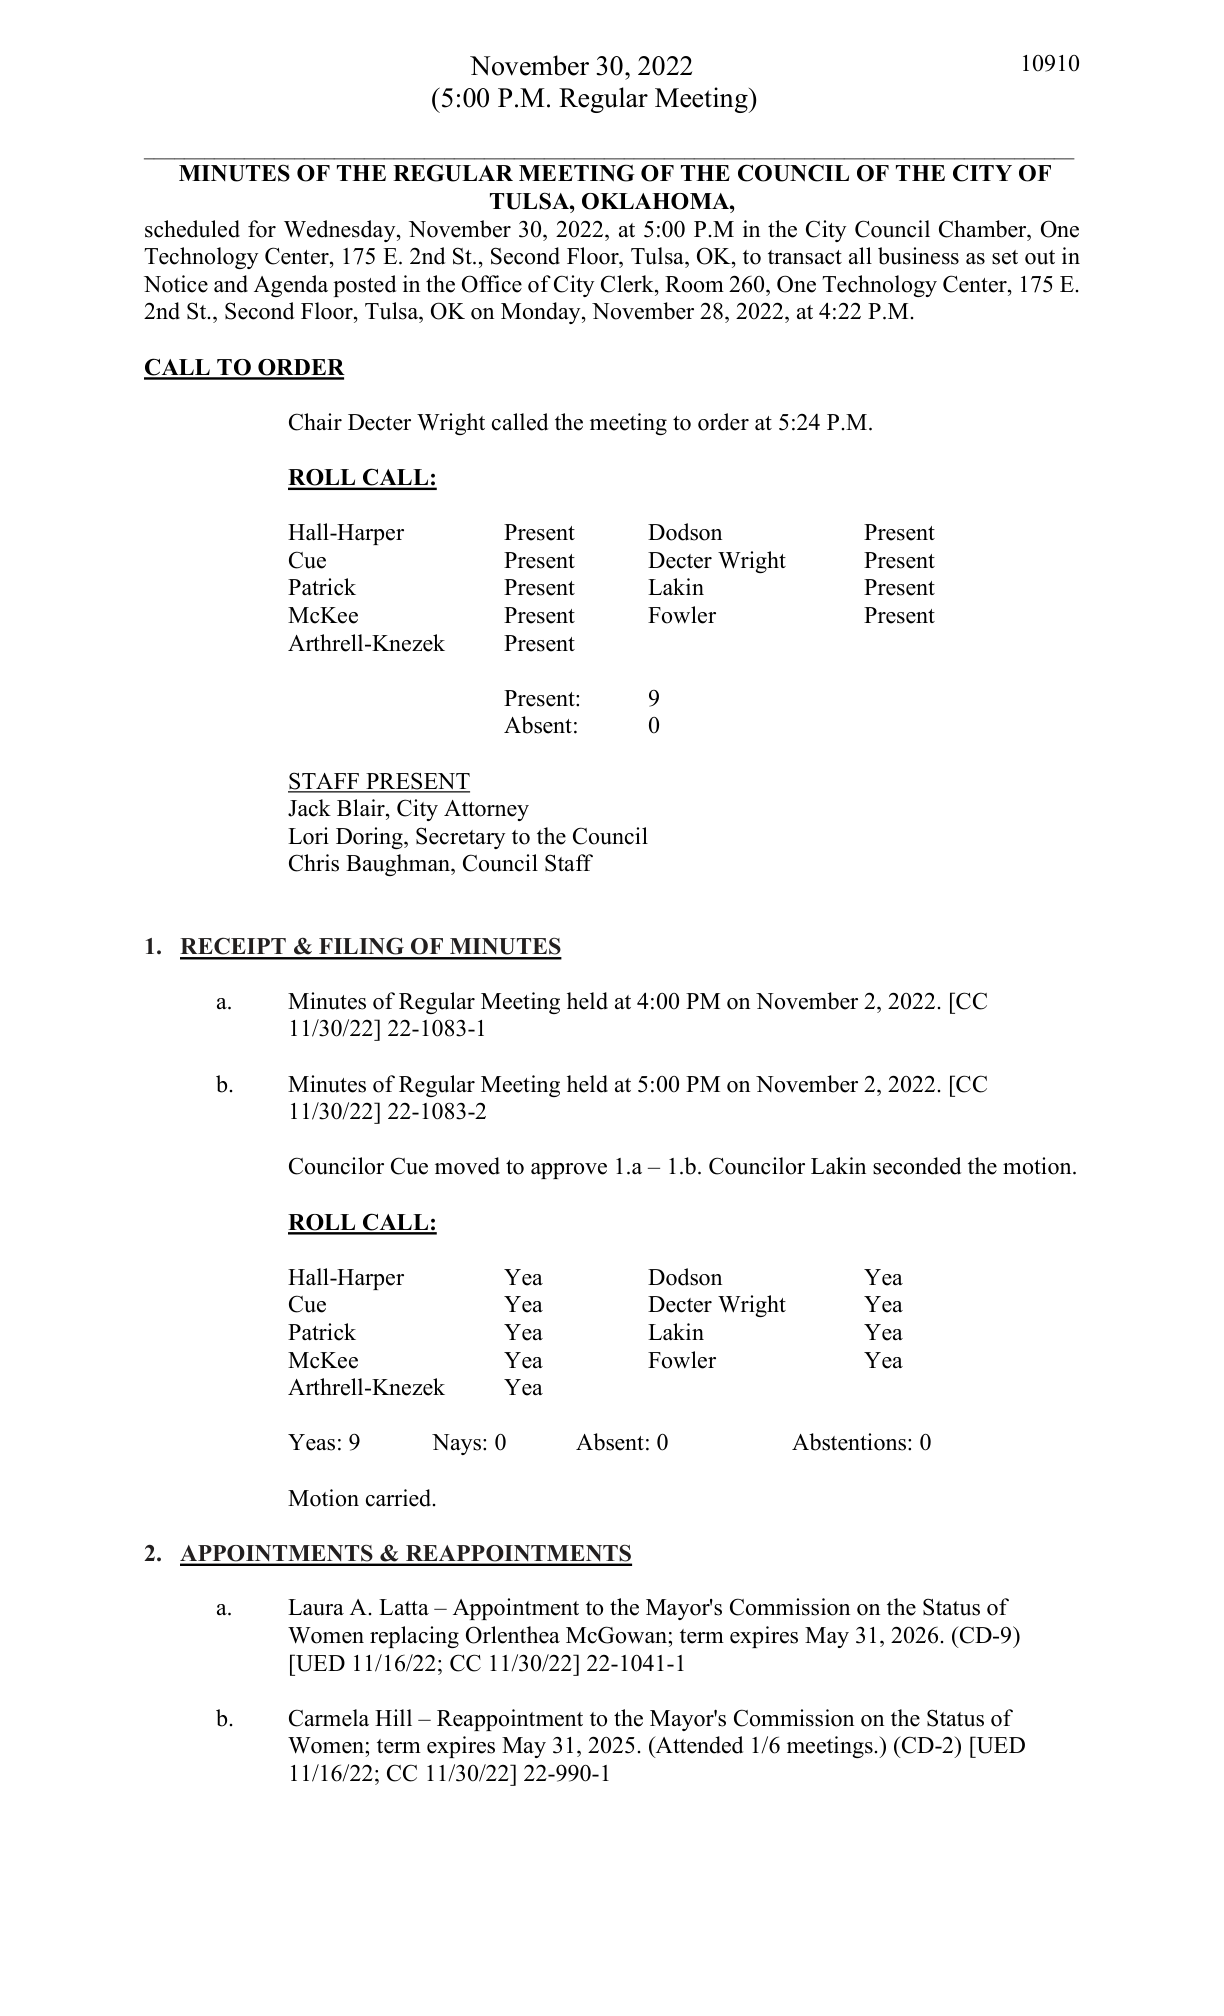 November 30, 2022
10910
(5:00 P.M. Regular Meeting)
MINUTES OF THE REGULAR MEETING OF THE COUNCIL OF THE CITY OF
TULSA, OKLAHOMA,
scheduled for Wednesday, November 30, 2022, at 5:00 P.M in the City Council Chamber, One
Technology Center, 175 E. 2nd St., Second Floor, Tulsa, OK, to transact all business as set out in
Notice and Agenda posted in the Office of City Clerk, Room 260, One Technology Center, 175 E.
2nd St., Second Floor, Tulsa, OK on Monday, November 28, 2022, at 4:22 P.M.
CALL TO ORDER
Chair Decter Wright called the meeting to order at 5:24 P.M.
ROLL CALL:
Hall-Harper Present Dodson Present
Cue Present Decter Wright Present
Patrick Present Lakin Present
McKee Present Fowler Present
Arthrell-Knezek Present
Present: 9
Absent: 0
STAFF PRESENT
Jack Blair, City Attorney
Lori Doring, Secretary to the Council
Chris Baughman, Council Staff
1. RECEIPT & FILING OF MINUTES
a. Minutes of Regular Meeting held at 4:00 PM on November 2, 2022. [CC
11/30/22] 22-1083-1
b. Minutes of Regular Meeting held at 5:00 PM on November 2, 2022. [CC
11/30/22] 22-1083-2
Councilor Cue moved to approve 1.a – 1.b. Councilor Lakin seconded the motion.
ROLL CALL:
Hall-Harper Yea Dodson Yea
Cue Yea Decter Wright Yea
Patrick Yea Lakin Yea
McKee Yea Fowler Yea
Arthrell-Knezek Yea
Yeas: 9 Nays: 0 Absent: 0 Abstentions: 0
Motion carried.
2. APPOINTMENTS & REAPPOINTMENTS
a. Laura A. Latta – Appointment to the Mayor's Commission on the Status of
Women replacing Orlenthea McGowan; term expires May 31, 2026. (CD-9)
[UED 11/16/22; CC 11/30/22] 22-1041-1
b. Carmela Hill – Reappointment to the Mayor's Commission on the Status of
Women; term expires May 31, 2025. (Attended 1/6 meetings.) (CD-2) [UED
11/16/22; CC 11/30/22] 22-990-1